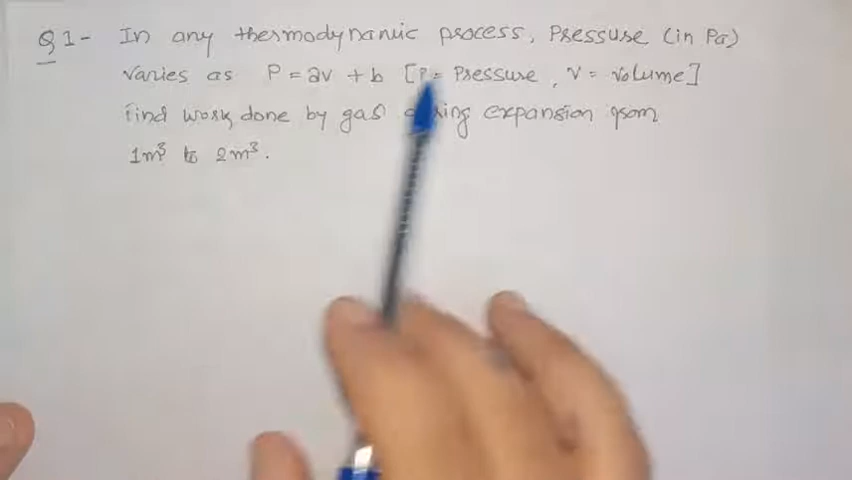 Q1- In any thermodynamic process, Pressure (in Pa)
varies as P = av + b [P = Pressure, V = Volume]
Find work done by gas during expansion from
1m³ to 2m³.